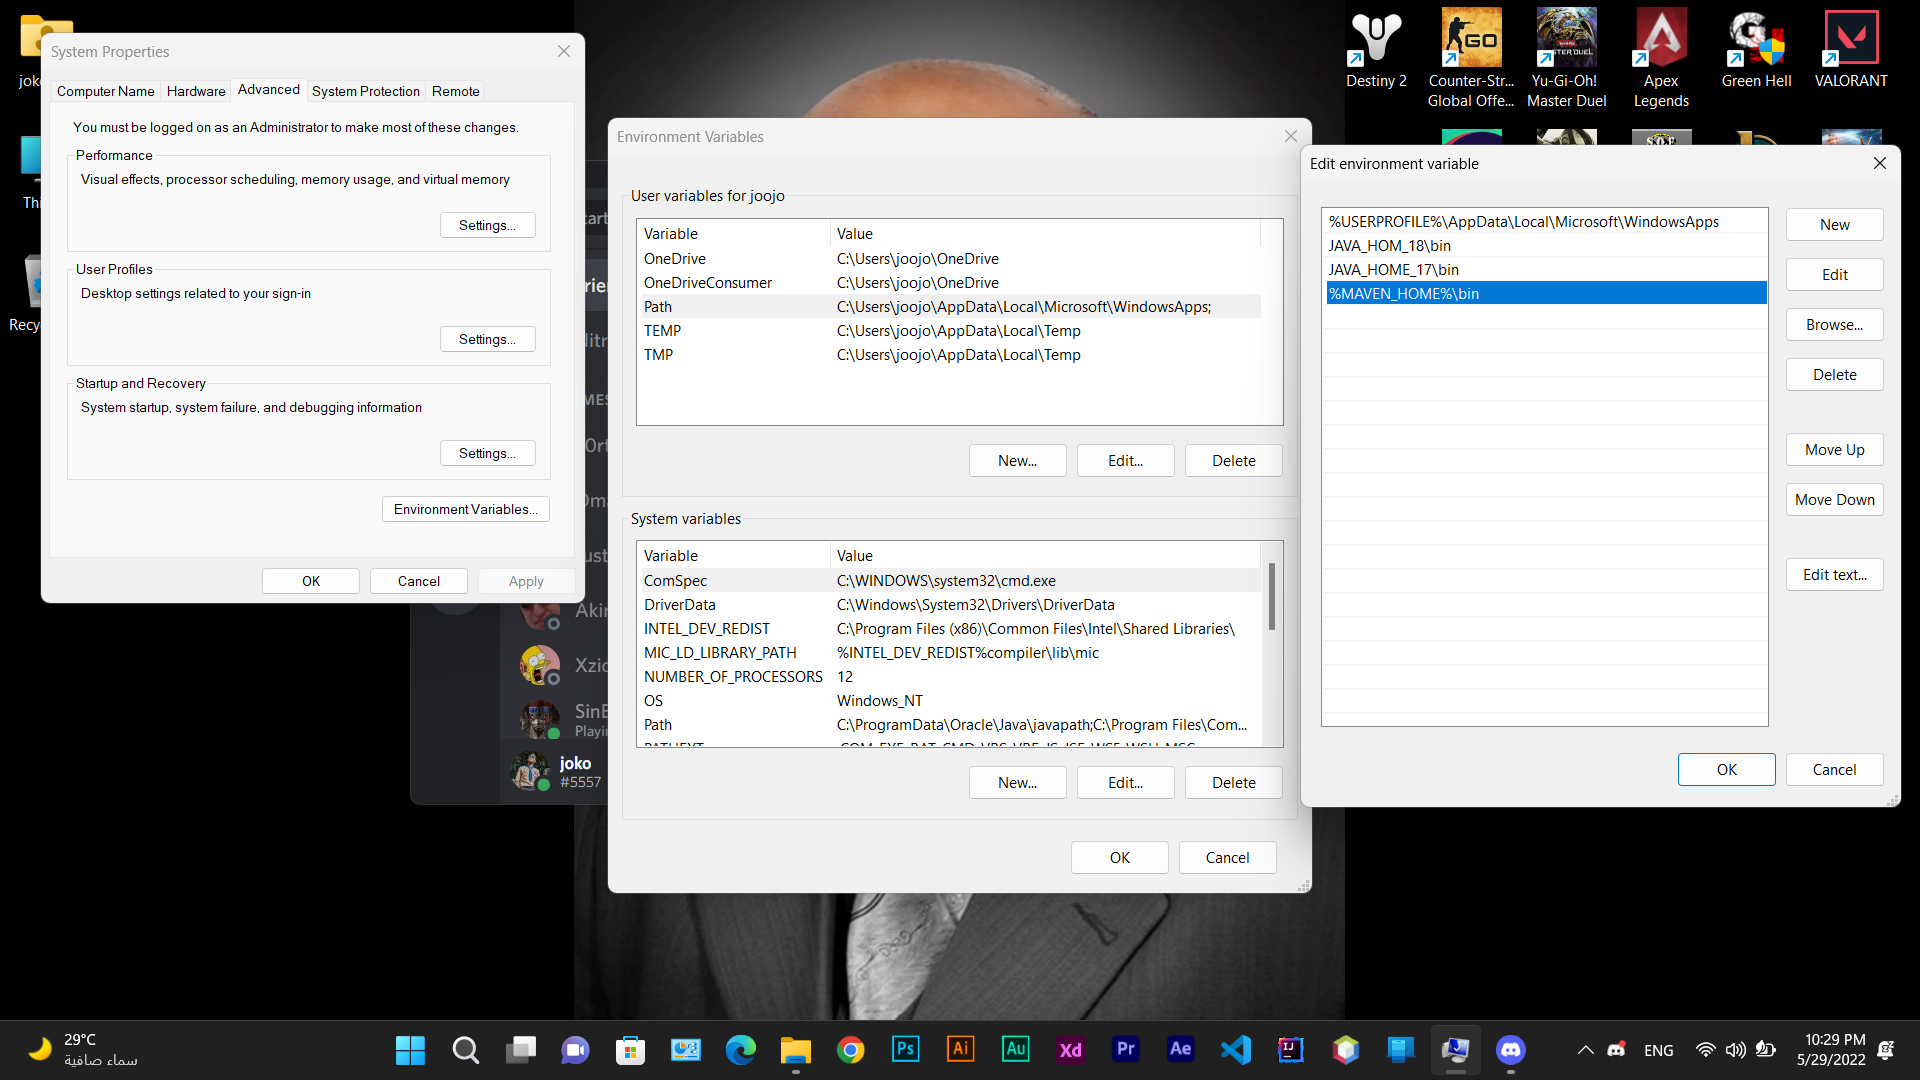 System Properties
Computer Name
Hardware
Advanced
System Protection
Remote
You must be logged on as an Administrator to make most of these changes.
Performance
Visual effects, processor scheduling, memory usage, and virtual memory
Settings...
User Profiles
Desktop settings related to your sign-in
Settings...
Startup and Recovery
System startup, system failure, and debugging information
Settings...
Environment Variables...
OK
Cancel
Apply
Environment Variables
User variables for joojo
Variable Value
OneDrive C:\Users\joojo\OneDrive
OneDriveConsumer C:\Users\joojo\OneDrive
Path C:\Users\joojo\AppData\Local\Microsoft\WindowsApps;
TEMP C:\Users\joojo\AppData\Local\Temp
TMP C:\Users\joojo\AppData\Local\Temp
New...
Edit...
Delete
System variables
Variable Value
ComSpec C:\WINDOWS\system32\cmd.exe
DriverData C:\Windows\System32\Drivers\DriverData
INTEL_DEV_REDIST C:\Program Files (x86)\Common Files\Intel\Shared Libraries\
MIC_LD_LIBRARY_PATH %INTEL_DEV_REDIST%compiler\lib\mic
NUMBER_OF_PROCESSORS 12
OS Windows_NT
Path C:\ProgramData\Oracle\Java\javapath;C:\Program Files\Com...
New...
Edit...
Delete
OK
Cancel
Edit environment variable
%USERPROFILE%\AppData\Local\Microsoft\WindowsApps
JAVA_HOM_18\bin
JAVA_HOME_17\bin
%MAVEN_HOME%\bin
New
Edit
Browse...
Delete
Move Up
Move Down
Edit text...
OK
Cancel
Destiny 2
Counter-Str...
Global Offe...
Yu-Gi-Oh!
Master Duel
Apex
Legends
Green Hell
VALORANT
GO
joko
#5557
29°C
سماء صافية
Ps
Ai
Au
Xd
Pr
Ae
IJ
ENG
10:29 PM
5/29/2022